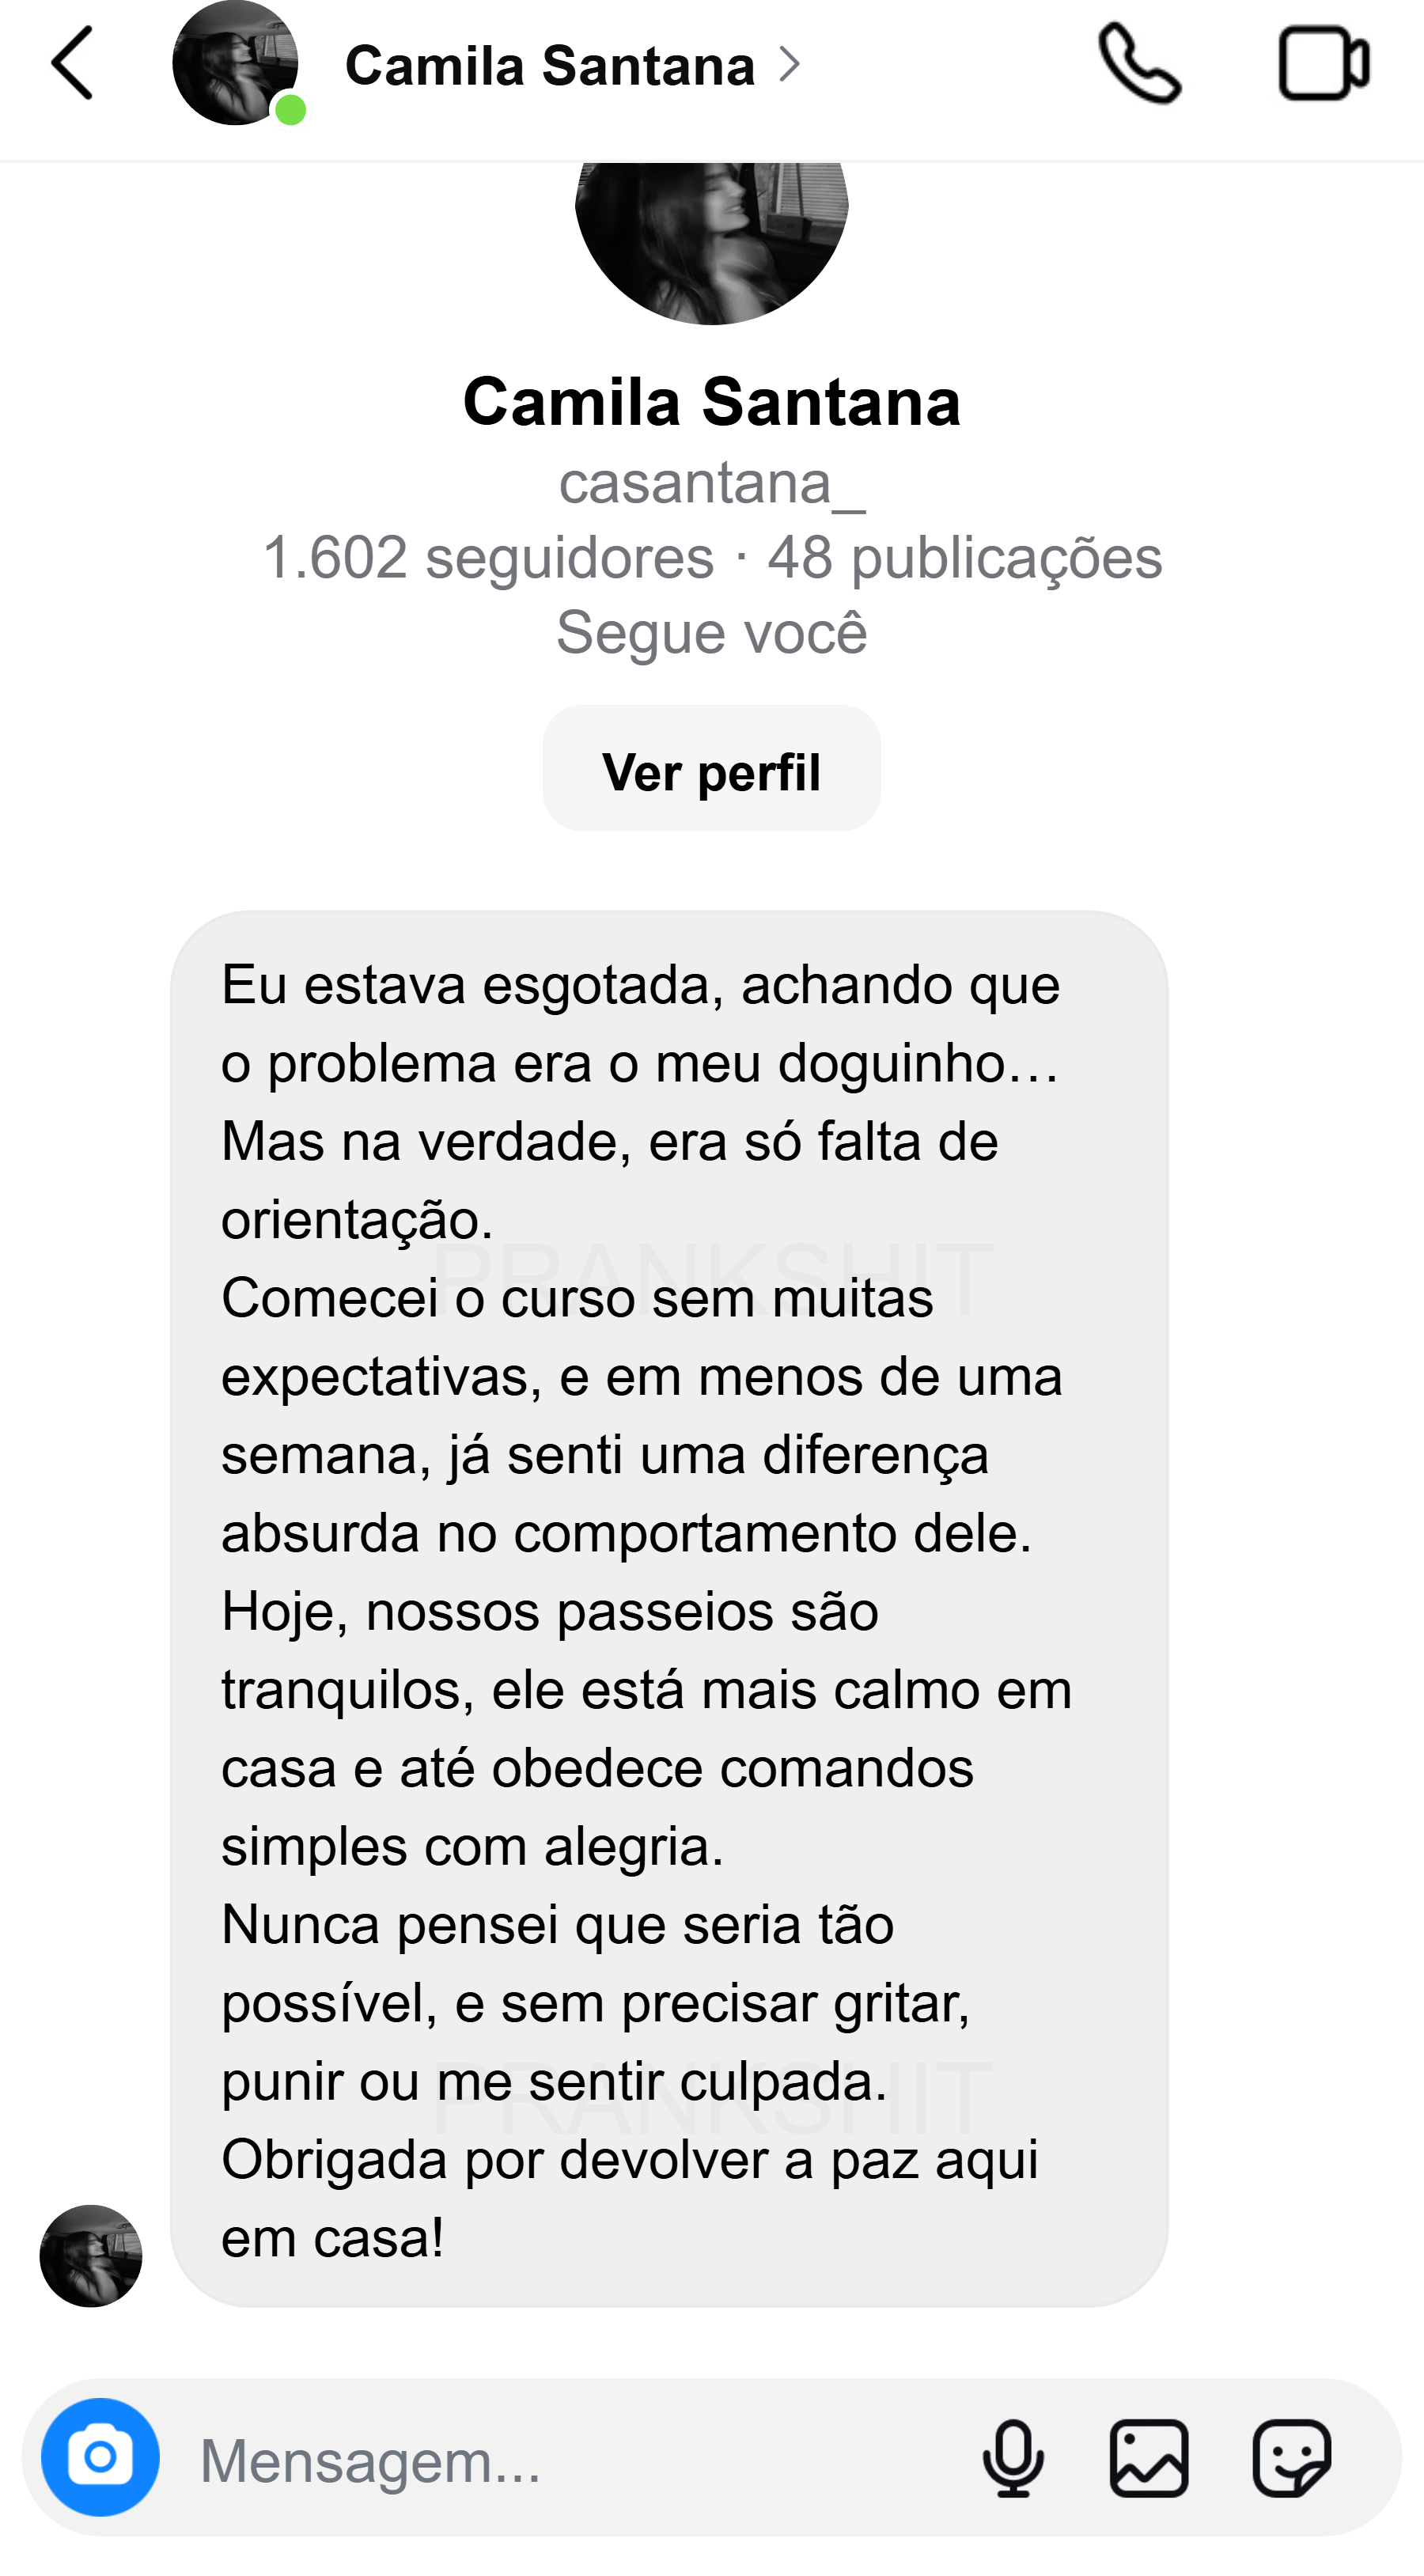 Camila Santana
Camila Santana
casantana_
1.602 seguidores · 48 publicações
Segue você
Ver perfil
Eu estava esgotada, achando que
o problema era o meu doguinho…
Mas na verdade, era só falta de
orientação.
PRANKSHIT
Comecei o curso sem muitas
expectativas, e em menos de uma
semana, já senti uma diferença
absurda no comportamento dele.
Hoje, nossos passeios são
tranquilos, ele está mais calmo em
casa e até obedece comandos
simples com alegria.
Nunca pensei que seria tão
possível, e sem precisar gritar,
punir ou me sentir culpada.
PRANKSHIT
Obrigada por devolver a paz aqui
em casa!
Mensagem...